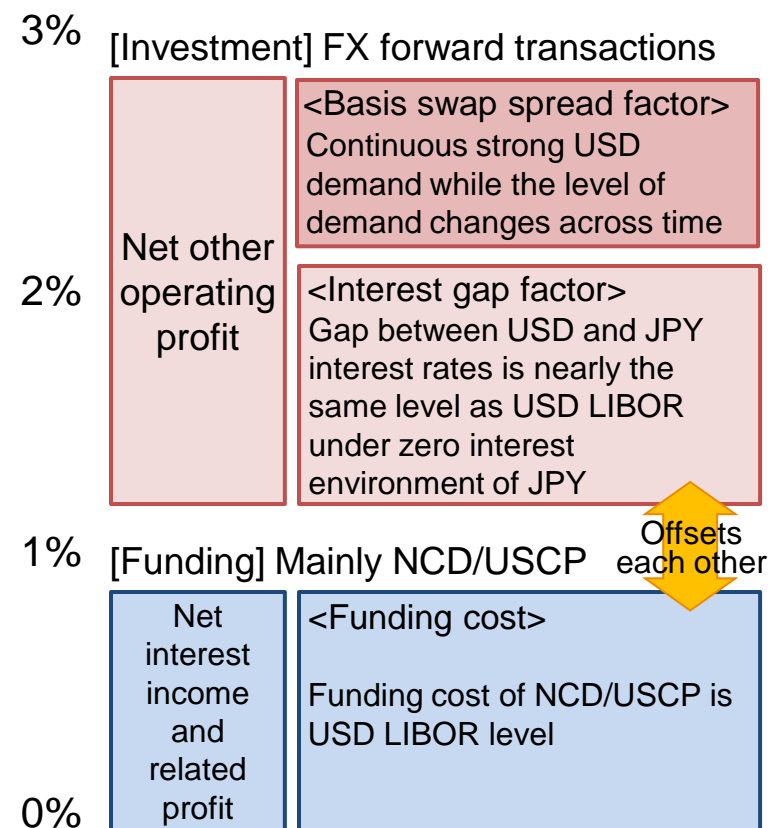 3%
[Investment] FX forward transactions
Net other
operating
profit
<Basis swap spread factor>
Continuous strong USD
demand while the level of
demand changes across time
2%
<Interest gap factor>
Gap between USD and JPY
interest rates is nearly the
same level as USD LIBOR
under zero interest
environment of JPY
Offsets
each other
1%
[Funding] Mainly NCD/USCP
Net
interest
income
and
related
profit
<Funding cost>
Funding cost of NCD/USCP is
USD LIBOR level
0%